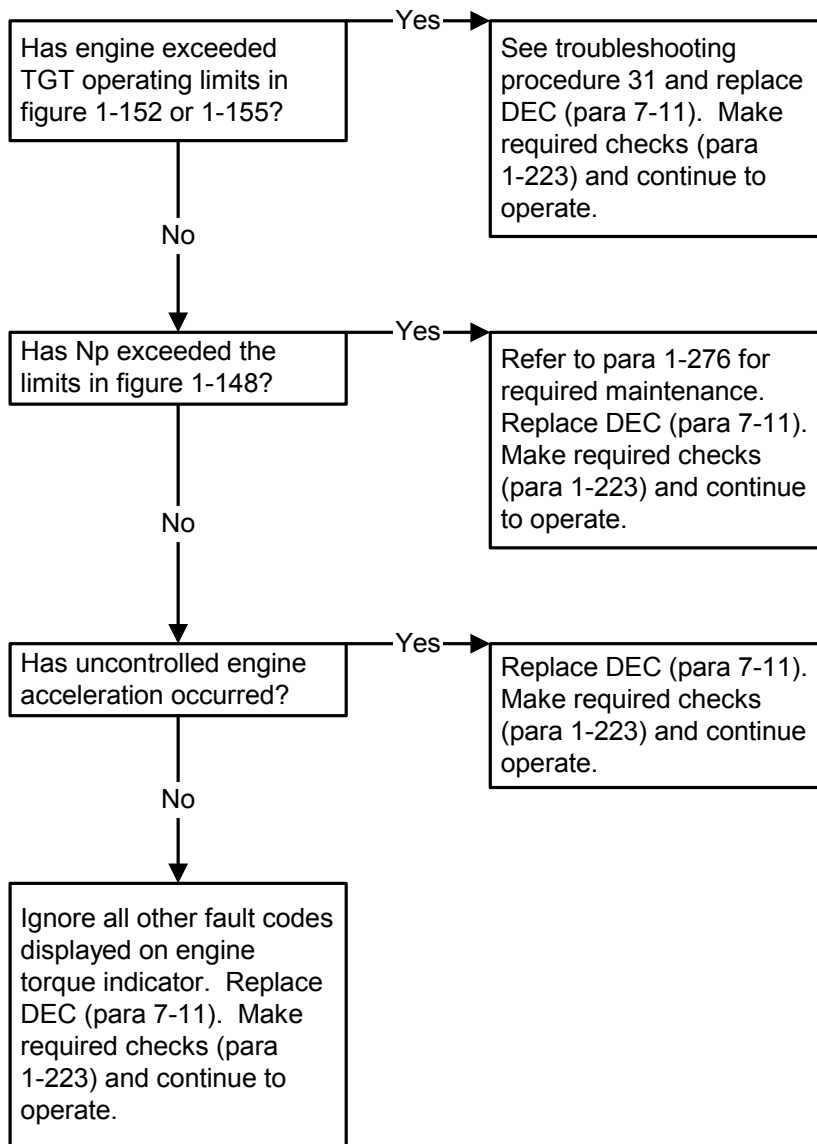 Has engine exceeded
TGT operating limits in
figure 1-152 or 1-155?
Yes
See troubleshooting
procedure 31 and replace
DEC (para 7-11).  Make
required checks (para
1-223) and continue to
operate.
No
Has Np exceeded the
limits in figure 1-148?
Yes
Refer to para 1-276 for
required maintenance.
Replace DEC (para 7-11).
Make required checks
(para 1-223) and continue
to operate.
No
Has uncontrolled engine
acceleration occurred?
Yes
Replace DEC (para 7-11).
Make required checks
(para 1-223) and continue
operate.
No
Ignore all other fault codes
displayed on engine
torque indicator.  Replace
DEC (para 7-11).  Make
required checks (para
1-223) and continue to
operate.